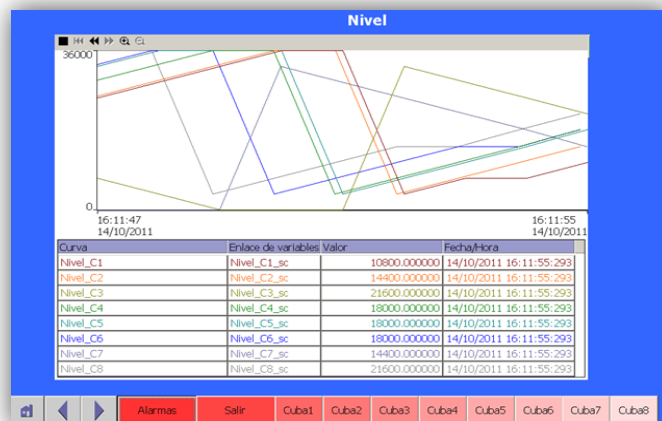 Nivel
36000
0
16:11:47 16:11:55
14/10/2011 14/10/2011
Curva Enlace de variables Valor Fecha/Hora
Nivel_C1 Nivel_C1_sc 10800.000000 14/10/2011 16:11:55:293
Nivel_C2 Nivel_C2_sc 14400.000000 14/10/2011 16:11:55:293
Nivel_C3 Nivel_C3_sc 21600.000000 14/10/2011 16:11:55:293
Nivel_C4 Nivel_C4_sc 18000.000000 14/10/2011 16:11:55:293
Nivel_C5 Nivel_C5_sc 18000.000000 14/10/2011 16:11:55:293
Nivel_C6 Nivel_C6_sc 18000.000000 14/10/2011 16:11:55:293
Nivel_C7 Nivel_C7_sc 14400.000000 14/10/2011 16:11:55:293
Nivel_C8 Nivel_C8_sc 21600.000000 14/10/2011 16:11:55:293
Alarmas Salir Cuba1 Cuba2 Cuba3 Cuba4 Cuba5 Cuba6 Cuba7 Cuba8